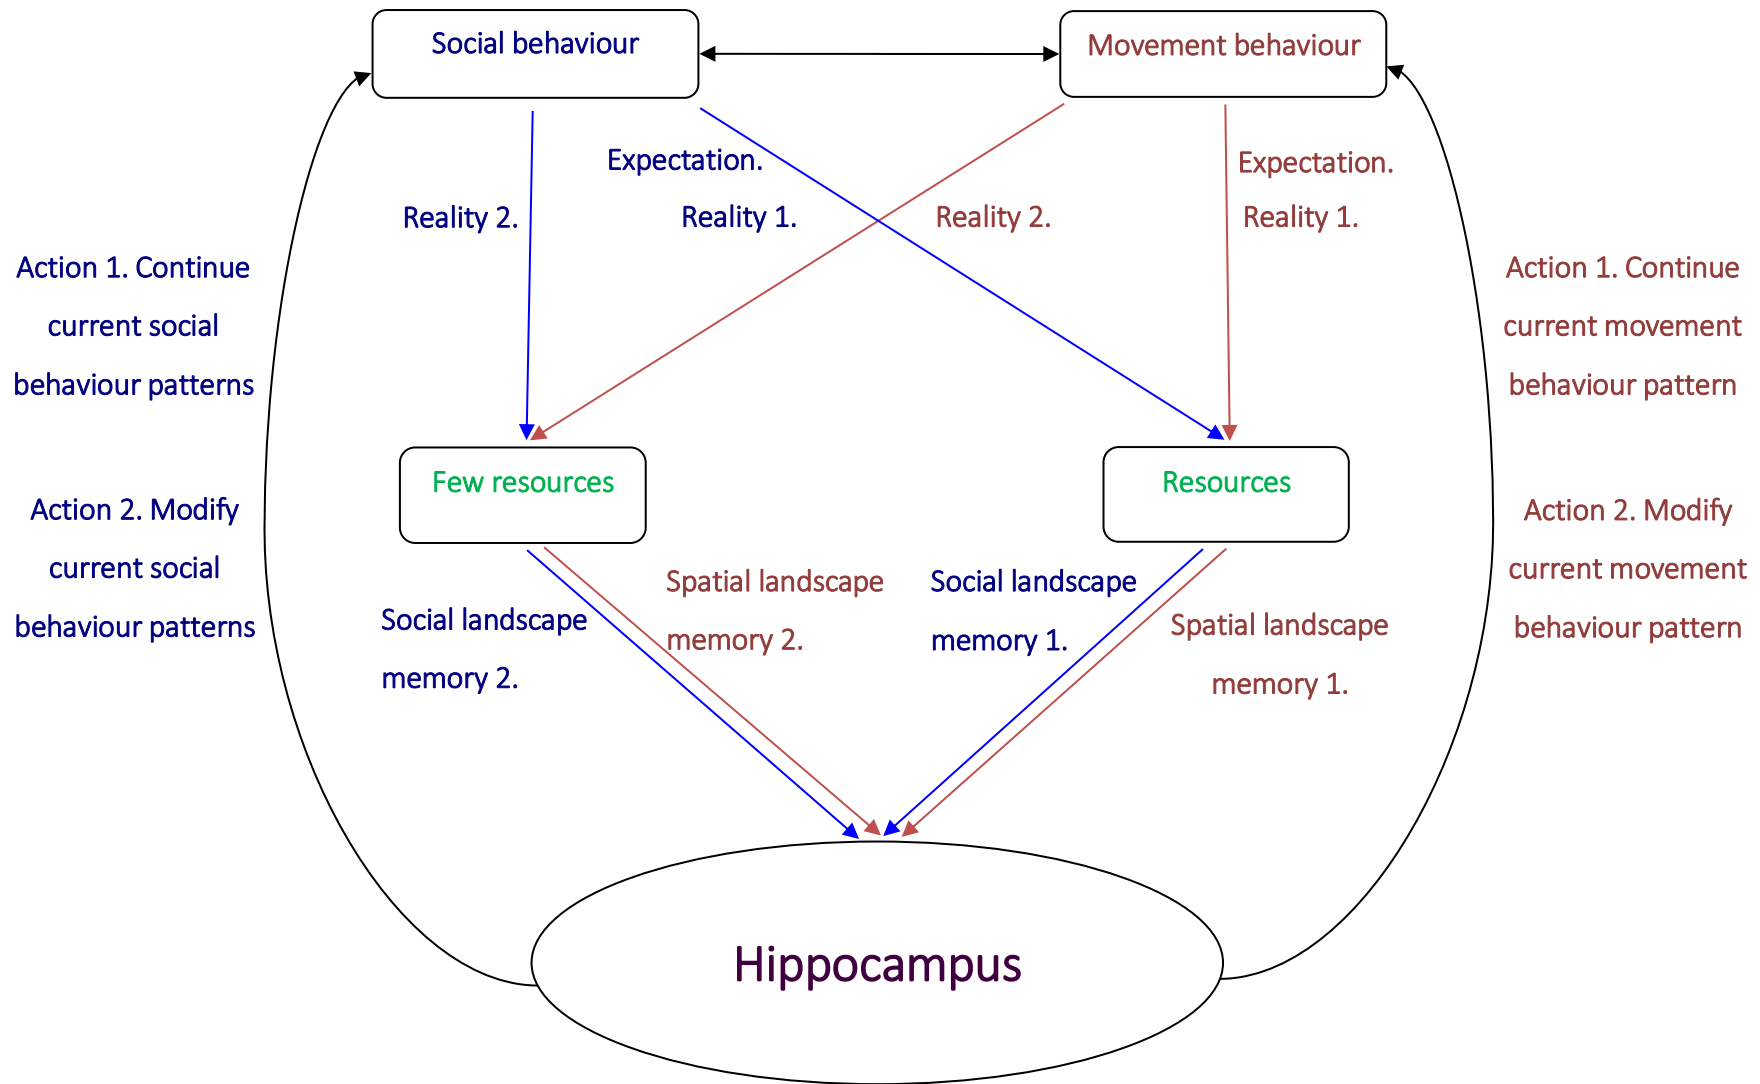 Social behaviour
Movement behaviour
Expectation.
Reality 2.
Reality 1.
Expectation.
Reality 2.
Reality 1.
Action 1. Continue
current social
behaviour patterns
Action 1. Continue
current movement
behaviour pattern
Few resources
Resources
Action 2. Modify
current social
behaviour patterns
Action 2. Modify
current movement
behaviour pattern
Social landscape
memory 2.
Spatial landscape
memory 2.
Social landscape
memory 1.
Spatial landscape
memory 1.
Hippocampus